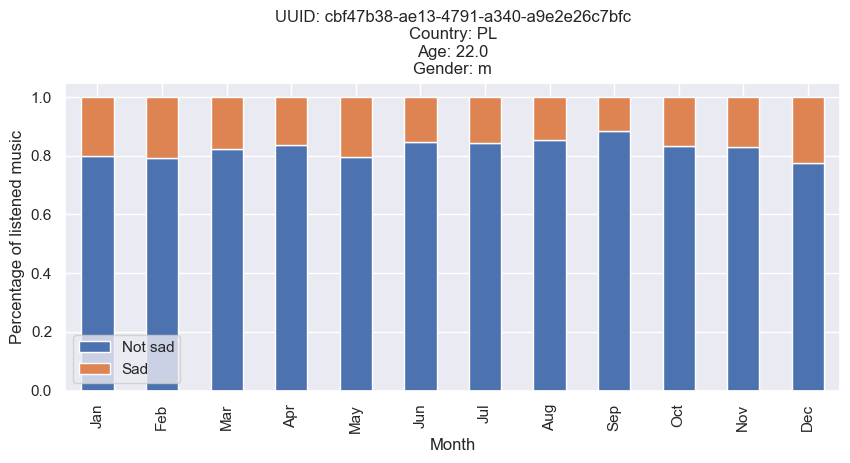 UUID: cbf47b38-ae13-4791-a340-a9e2e26c7bfc
Country: PL
Age: 22.0
Gender: m
Percentage of listened music
1.0
0.8
0.6
0.4
0.2
0.0
Not sad
Sad
Jan
Feb
Mar
Apr
May
Jun
Jul
Aug
Sep
Oct
Nov
Dec
Month